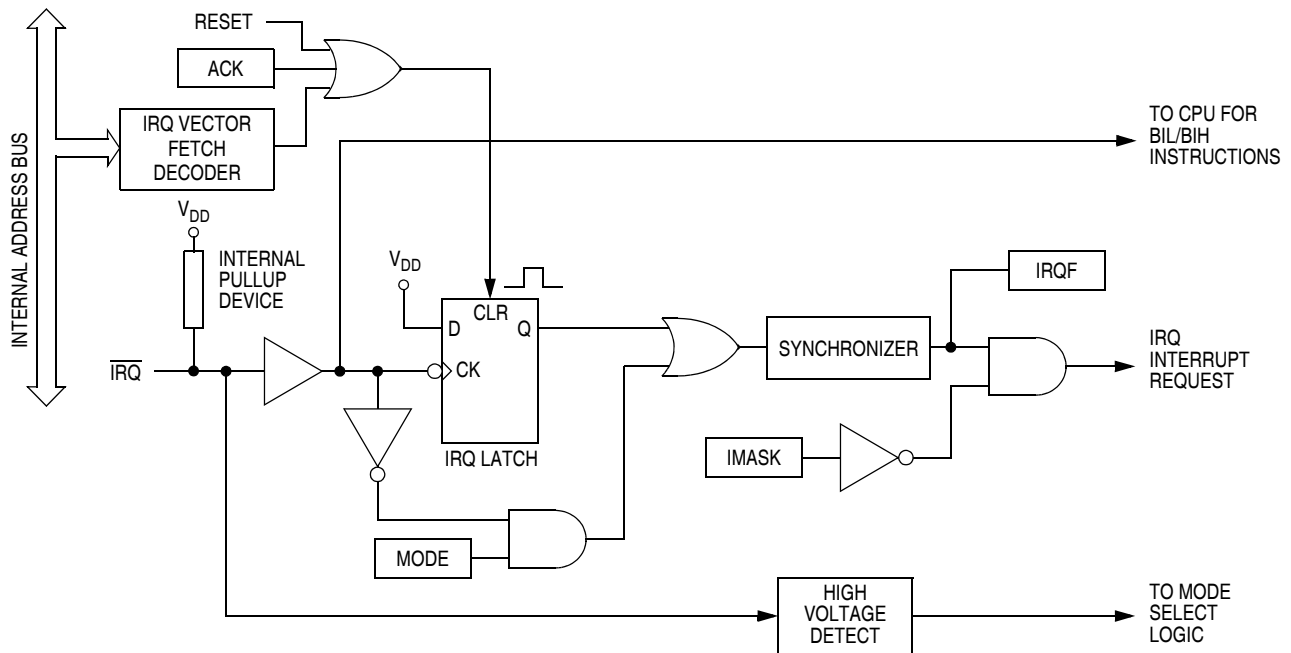 RESET
ACK
INTERNAL ADDRESS BUS
IRQ VECTOR
FETCH
DECODER
TO CPU FOR
BIL/BIH
INSTRUCTIONS
VDD
INTERNAL
PULLUP
DEVICE
VDD
D
CLR
Q
CK
IRQ LATCH
IRQ
SYNCHRONIZER
IRQF
IRQ
INTERRUPT
REQUEST
IMASK
MODE
HIGH
VOLTAGE
DETECT
TO MODE
SELECT
LOGIC